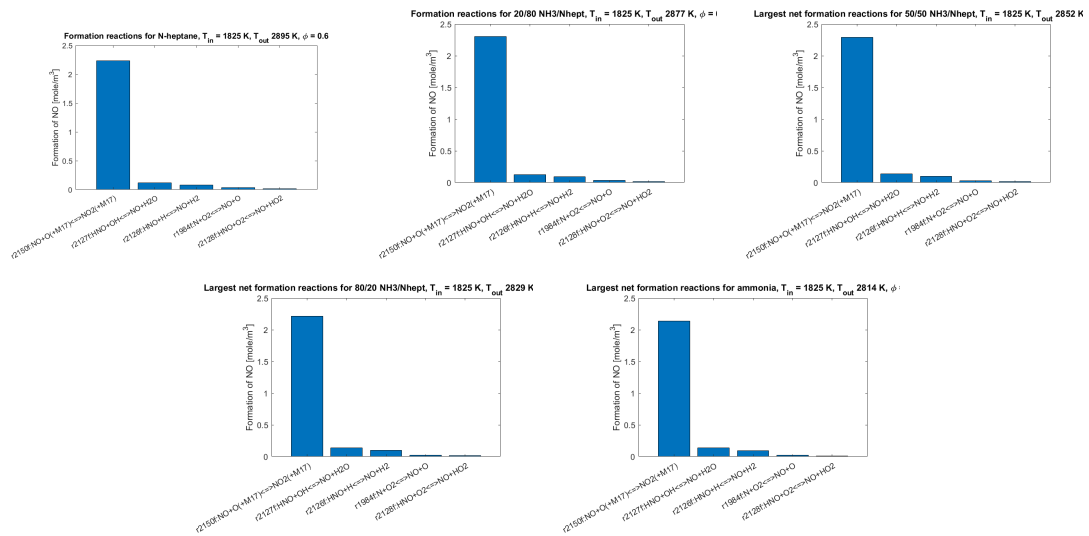 Formation reactions for N-heptane, T_in = 1825 K, T_out 2895 K, ϕ = 0.6
Formation of NO [mole/m³]
2.5
2
1.5
1
0.5
0
r2150f:NO+O(+M17)<=>NO2(+M17)
r2127f:HNO+OH<=>NO+H2O
r2126f:HNO+H<=>NO+H2
r1984f:N+O2<=>NO+O
r2128f:HNO+O2<=>NO+HO2
Formation reactions for 20/80 NH3/Nhept, T_in = 1825 K, T_out 2877 K, ϕ =
Formation of NO [mole/m³]
2.5
2
1.5
1
0.5
0
r2150f:NO+O(+M17)<=>NO2(+M17)
r2127f:HNO+OH<=>NO+H2O
r2126f:HNO+H<=>NO+H2
r1984f:N+O2<=>NO+O
r2128f:HNO+O2<=>NO+HO2
Largest net formation reactions for 50/50 NH3/Nhept, T_in = 1825 K, T_out 2852 K
Formation of NO [mole/m³]
2.5
2
1.5
1
0.5
0
r2150f:NO+O(+M17)<=>NO2(+M17)
r2127f:HNO+OH<=>NO+H2O
r2126f:HNO+H<=>NO+H2
r1984f:N+O2<=>NO+O
r2128f:HNO+O2<=>NO+HO2
Largest net formation reactions for 80/20 NH3/Nhept, T_in = 1825 K, T_out 2829 K
Formation of NO [mole/m³]
2.5
2
1.5
1
0.5
0
r2150f:NO+O(+M17)<=>NO2(+M17)
r2127f:HNO+OH<=>NO+H2O
r2126f:HNO+H<=>NO+H2
r1984f:N+O2<=>NO+O
r2128f:HNO+O2<=>NO+HO2
Largest net formation reactions for ammonia, T_in = 1825 K, T_out 2814 K, ϕ
Formation of NO [mole/m³]
2.5
2
1.5
1
0.5
0
r2150f:NO+O(+M17)<=>NO2(+M17)
r2127f:HNO+OH<=>NO+H2O
r2126f:HNO+H<=>NO+H2
r1984f:N+O2<=>NO+O
r2128f:HNO+O2<=>NO+HO2